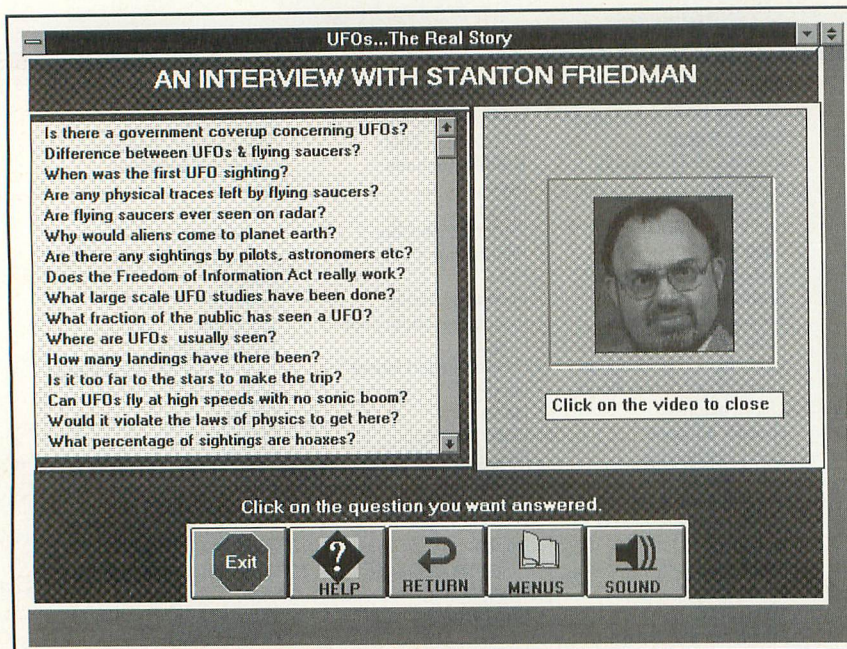 UFOs...The Real Story
AN INTERVIEW WITH STANTON FRIEDMAN
Is there a government coverup concerning UFOs?
Difference between UFOs & flying saucers?
When was the first UFO sighting?
Are any physical traces left by flying saucers?
Are flying saucers ever seen on radar?
Why would aliens come to planet earth?
Are there any sightings by pilots, astronomers etc?
Does the Freedom of Information Act really work?
What large scale UFO studies have been done?
What fraction of the public has seen a UFO?
Where are UFOs usually seen?
How many landings have there been?
Is it too far to the stars to make the trip?
Can UFOs fly at high speeds with no sonic boom?
Would it violate the laws of physics to get here?
What percentage of sightings are hoaxes?
Click on the video to close
Click on the question you want answered.
Exit
?
HELP
RETURN
MENUS
SOUND